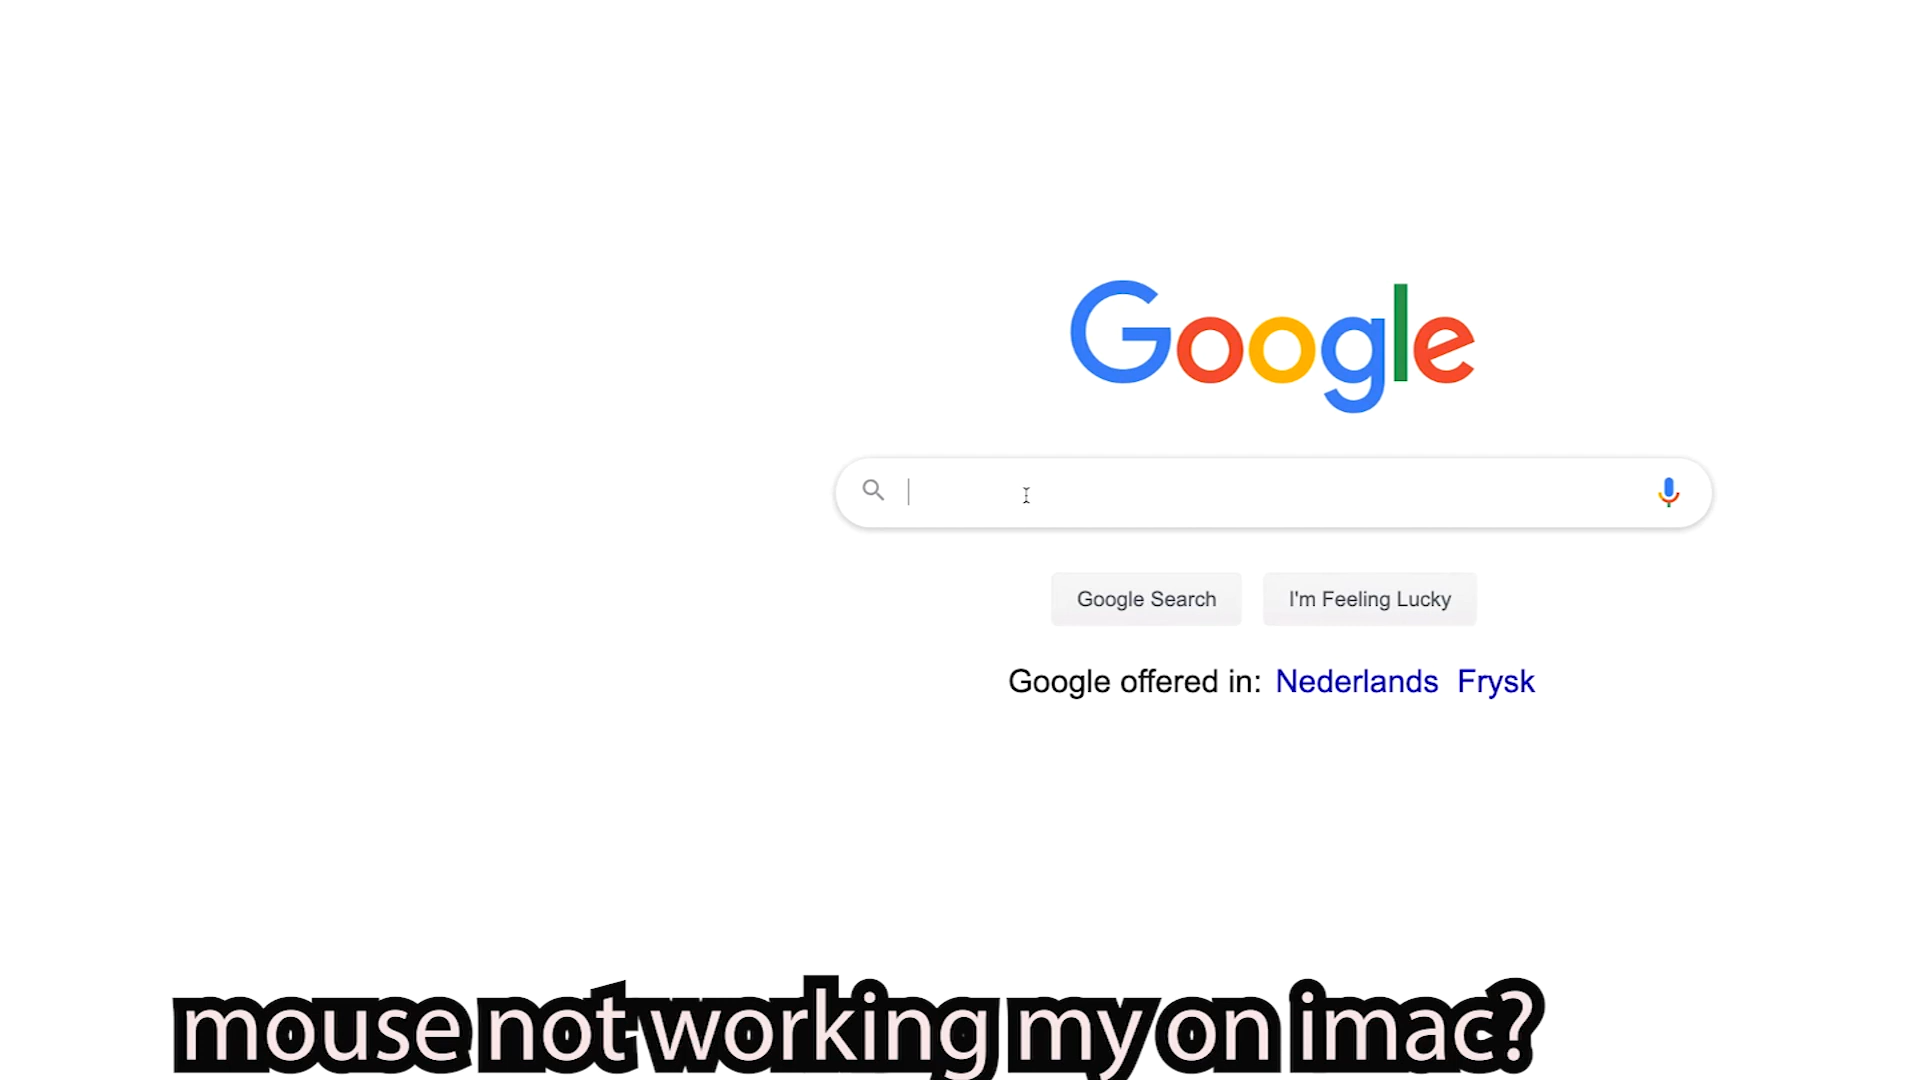 Google
Google Search I'm Feeling Lucky
Google offered in: Nederlands Frysk
mouse not working my on imac?